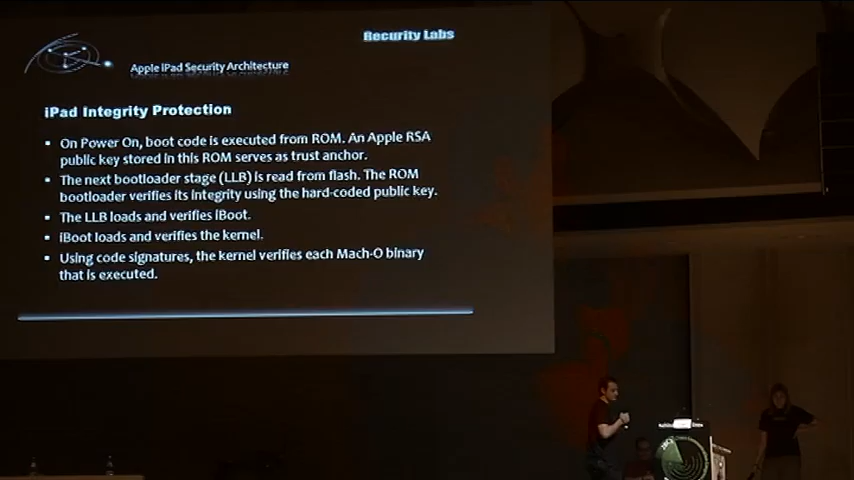 Recurity Labs
Apple iPad Security Architecture
iPad Integrity Protection
▪ On Power On, boot code is executed from ROM. An Apple RSA
public key stored in this ROM serves as trust anchor.
▪ The next bootloader stage (LLB) is read from flash. The ROM
bootloader verifies its integrity using the hard-coded public key.
▪ The LLB loads and verifies iBoot.
▪ iBoot loads and verifies the kernel.
▪ Using code signatures, the kernel verifies each Mach-O binary
that is executed.